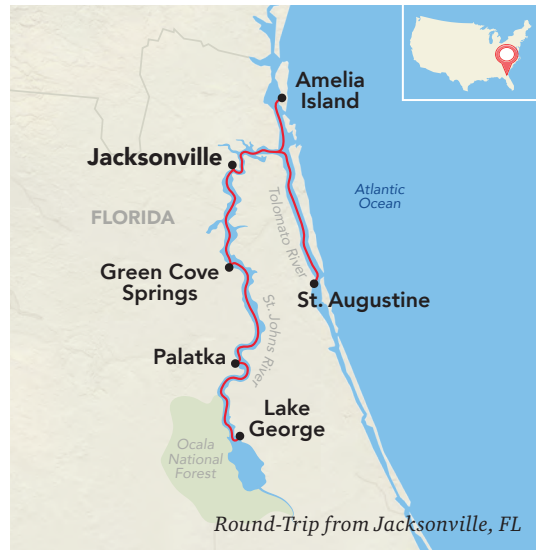 Amelia
Island
Jacksonville
Atlantic
Ocean
FLORIDA
Tolomato River
Green Cove
Springs
St. Augustine
St. Johns River
Palatka
Lake
George
Ocala
National
Forest
Round-Trip from Jacksonville, FL